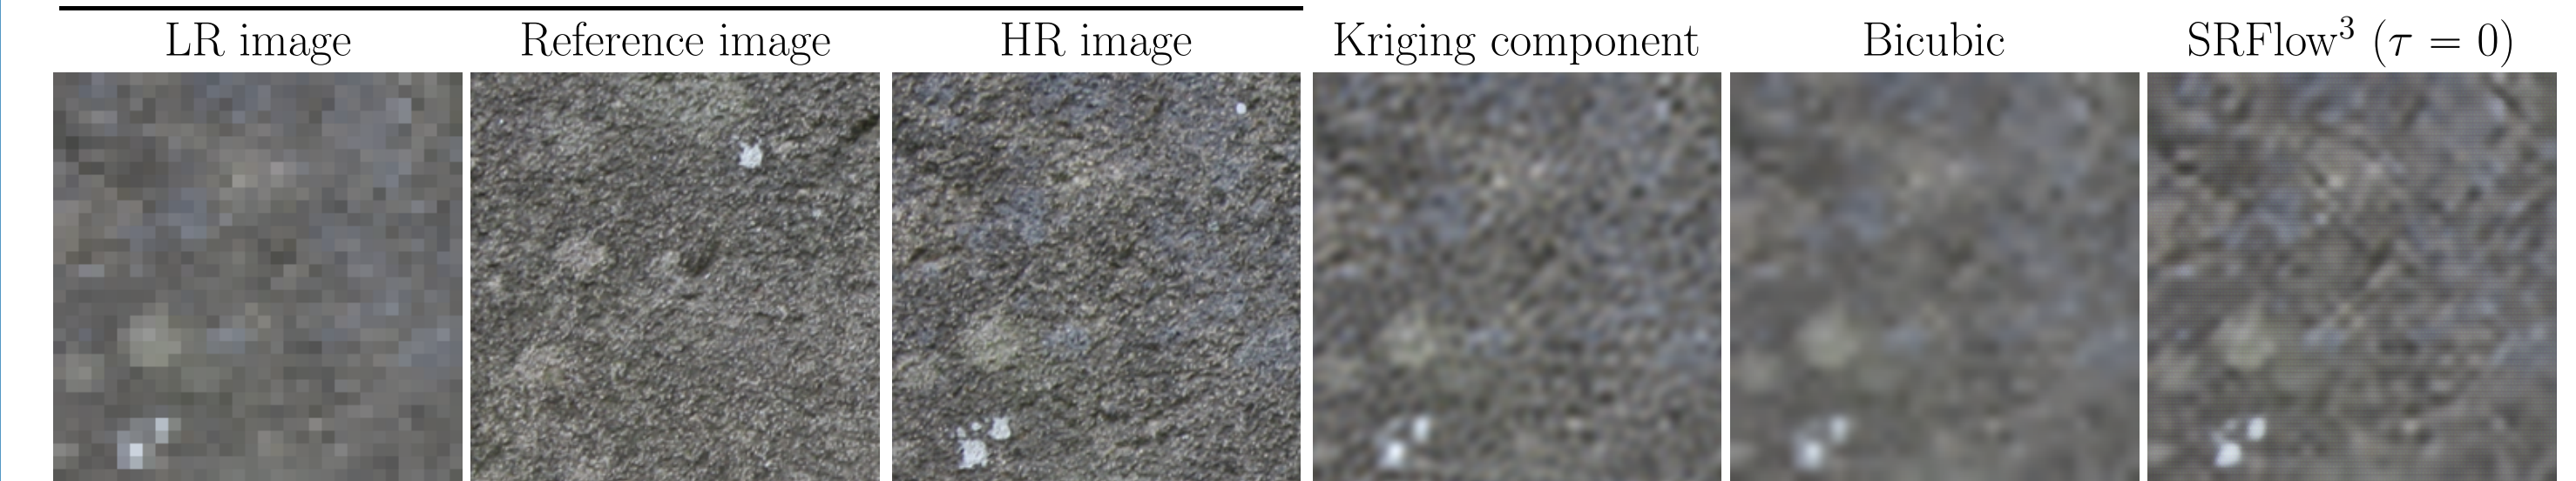 LR image Reference image HR image Kriging component Bicubic SRFlow³ (τ = 0)